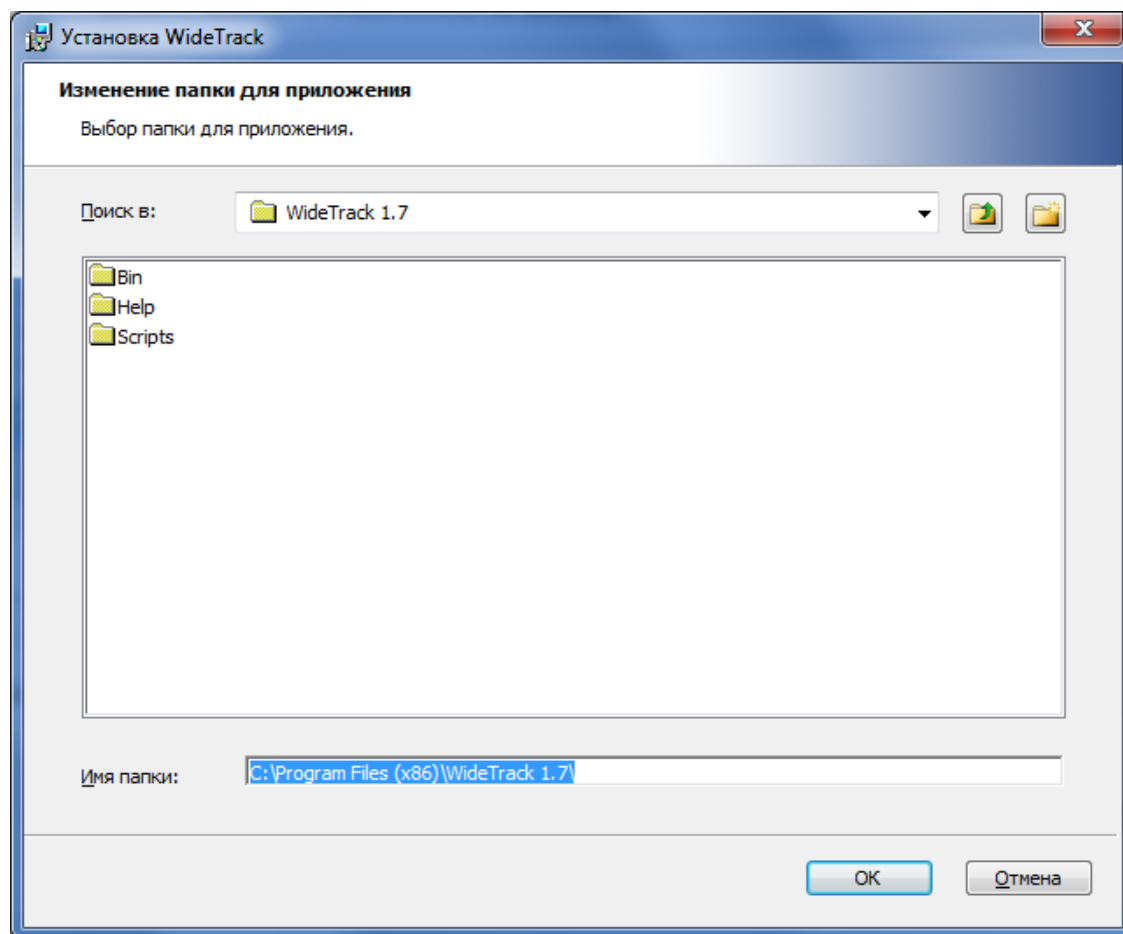 Установка WideTrack
Изменение папки для приложения
Выбор папки для приложения.
Поиск в: WideTrack 1.7
Bin
Help
Scripts
Имя папки: C:\Program Files (x86)\WideTrack 1.7\
OK Отмена